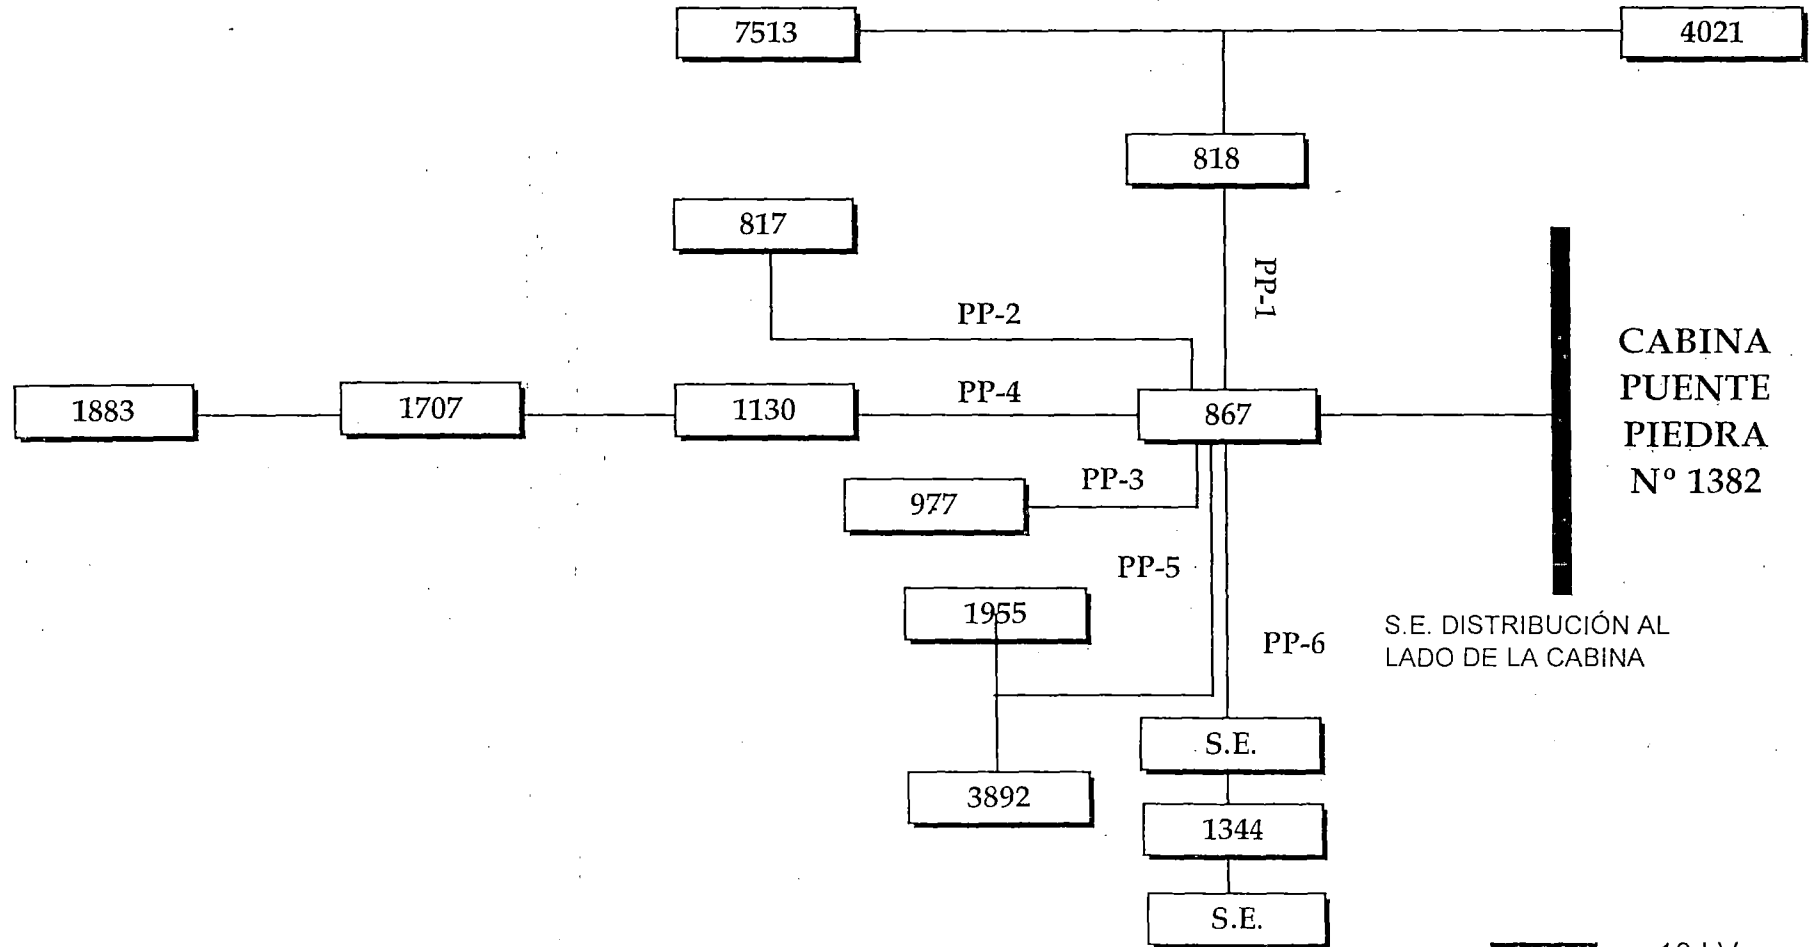 7513
4021
818
817
PP-1
PP-2
CABINA
PUENTE
PIEDRA
Nº 1382
PP-4
1883
1707
1130
867
PP-3
977
PP-5
1955
S.E. DISTRIBUCIÓN AL
LADO DE LA CABINA
PP-6
S.E.
3892
1344
S.E.